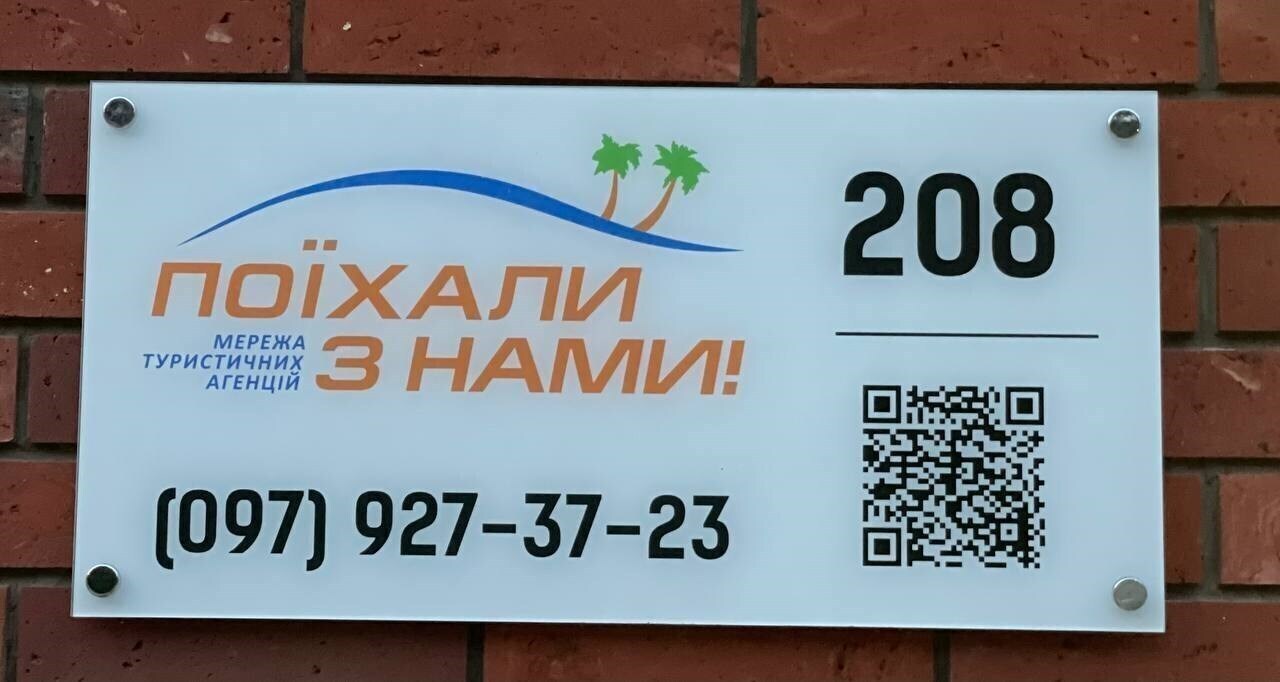 ПОЇХАЛИ
З НАМИ!
МЕРЕЖА
ТУРИСТИЧНИХ
АГЕНЦІЙ
(097) 927-37-23
208